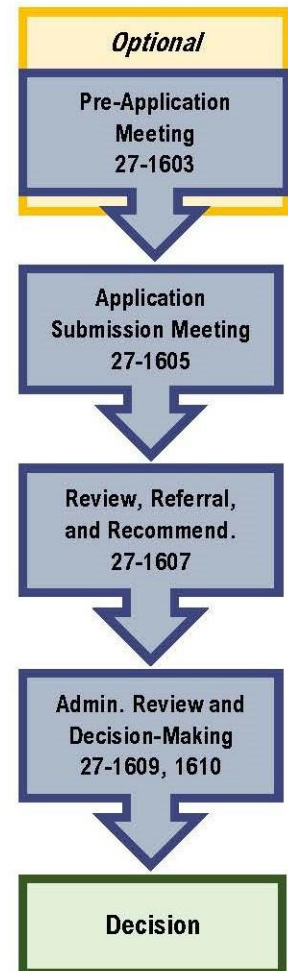 Optional
Pre-Application
Meeting
27-1603
Application
Submission Meeting
27-1605
Review, Referral,
and Recommend.
27-1607
Admin. Review and
Decision-Making
27-1609, 1610
Decision